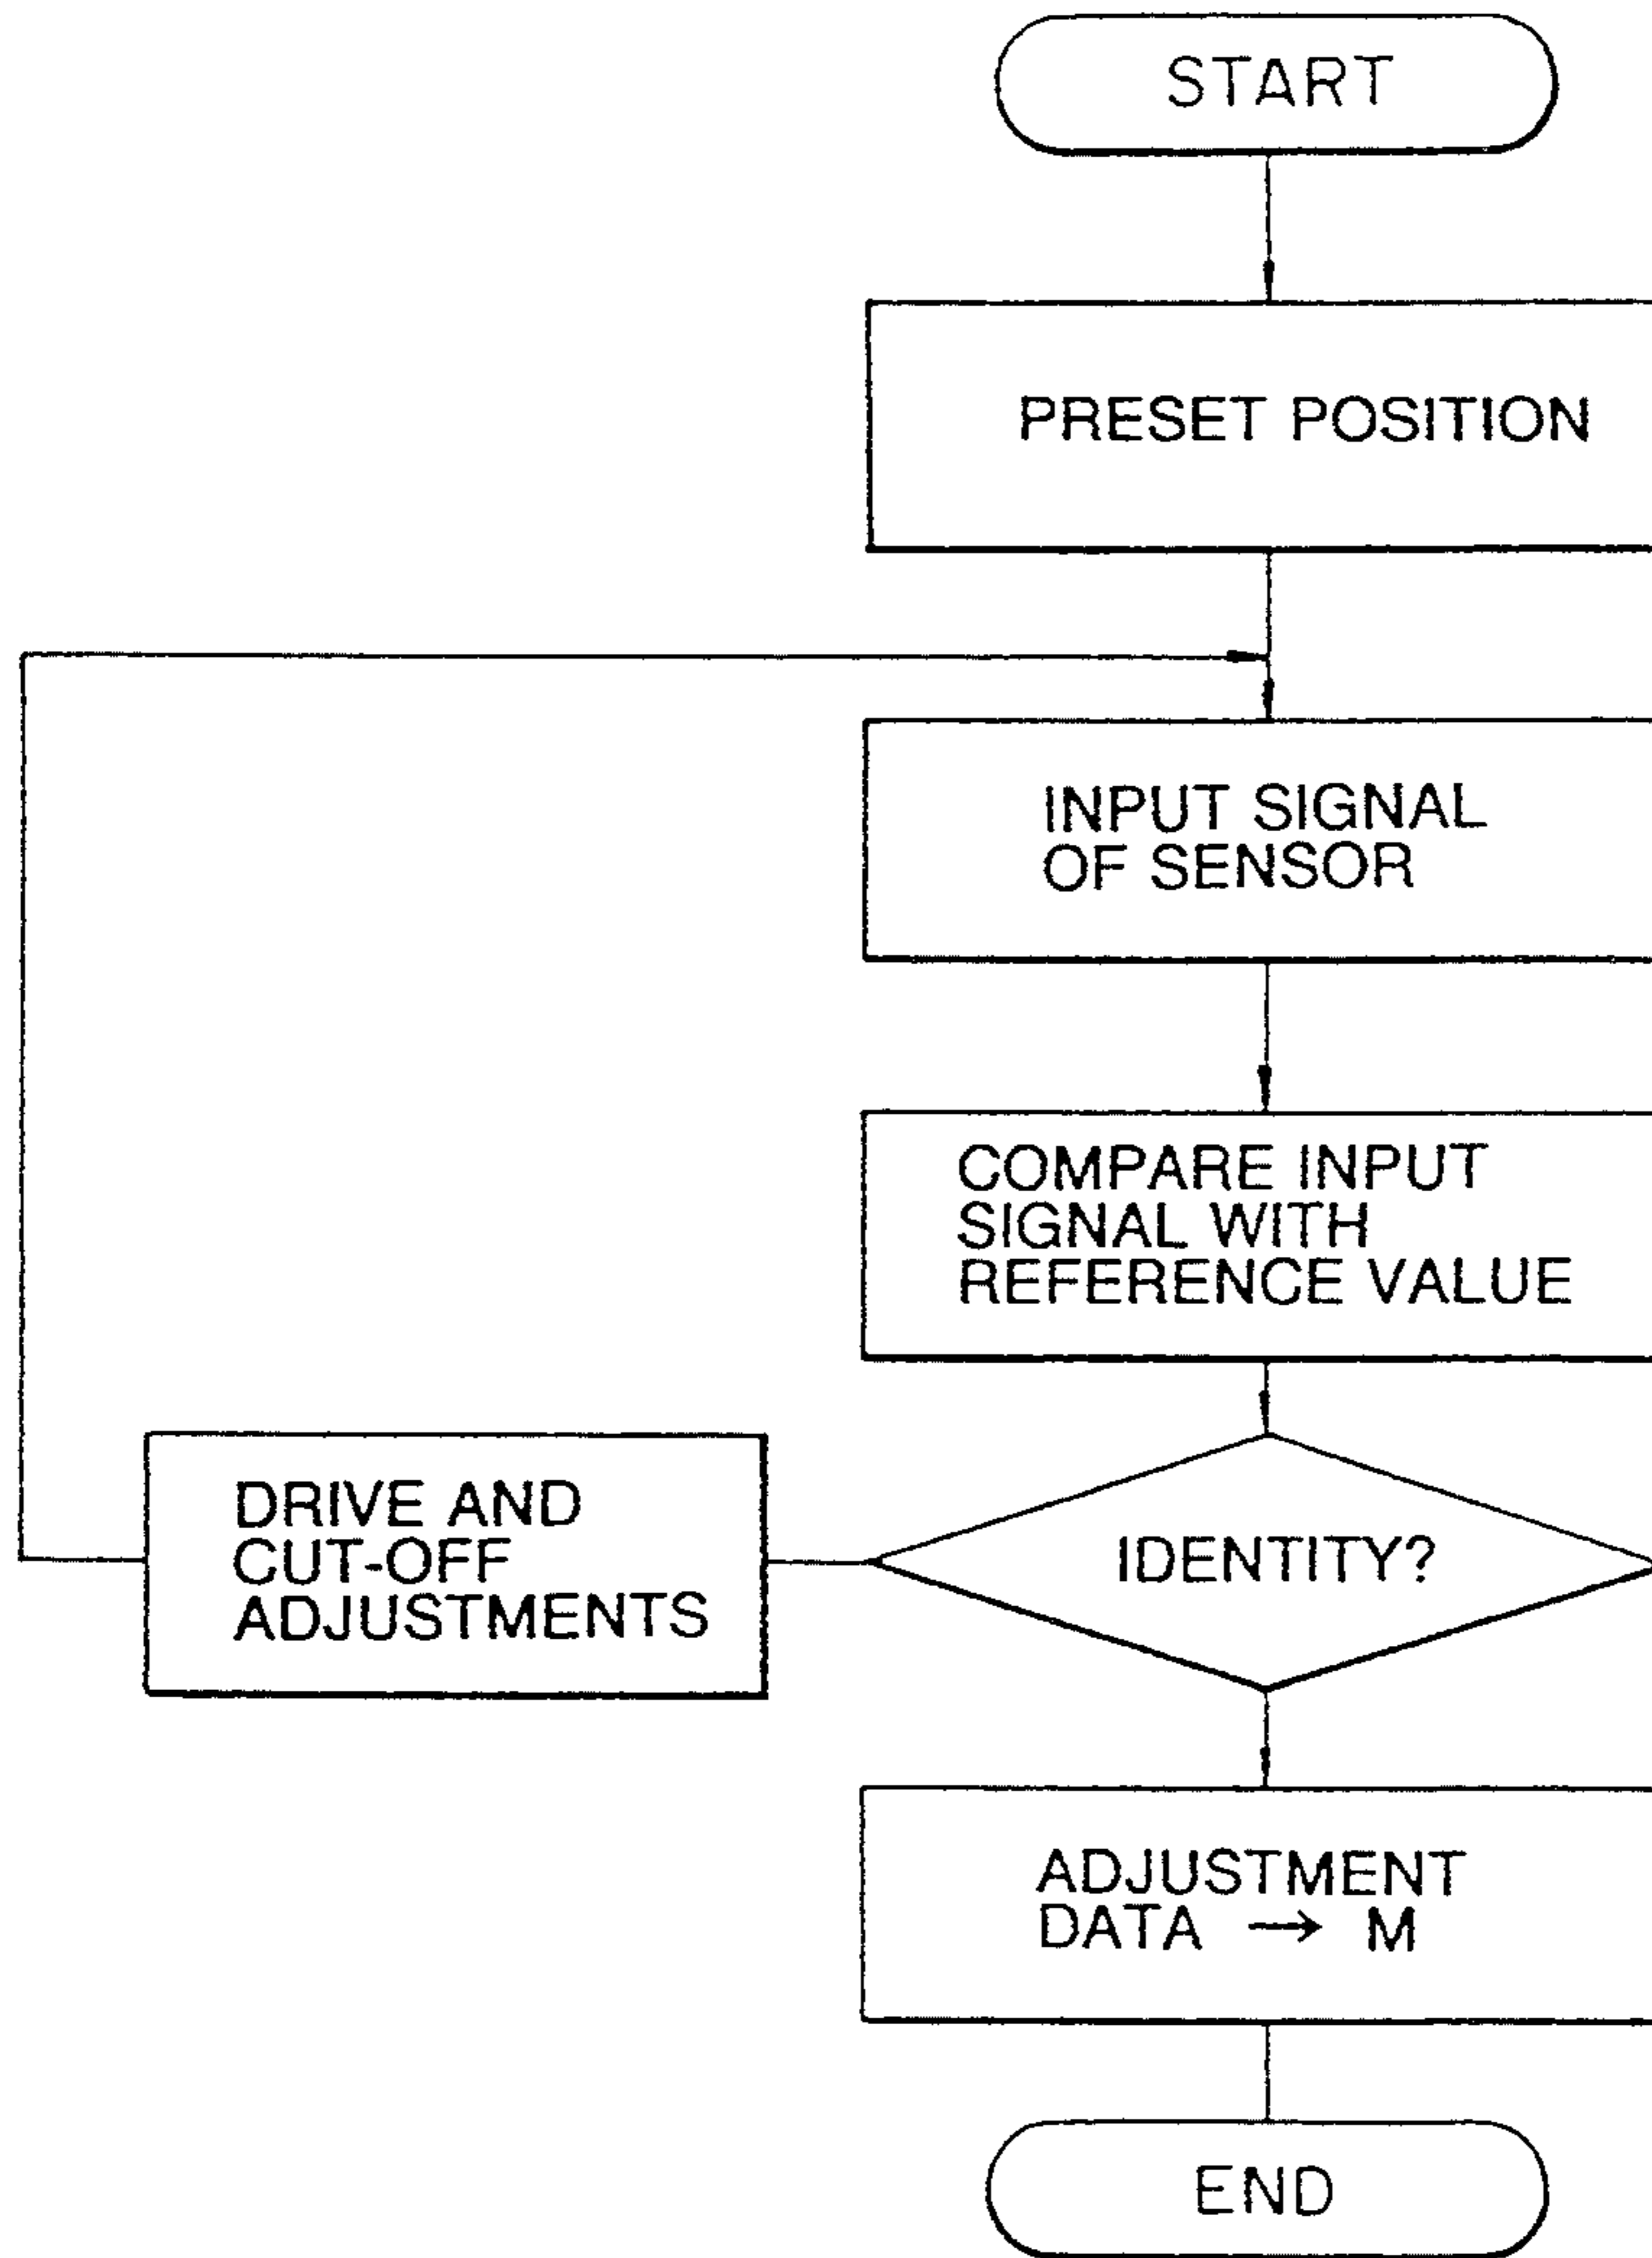 START
PRESET POSITION
INPUT SIGNAL
OF SENSOR
COMPARE INPUT
SIGNAL WITH
REFERENCE VALUE
DRIVE AND
CUT-OFF
ADJUSTMENTS
IDENTITY?
ADJUSTMENT
DATA → M
END